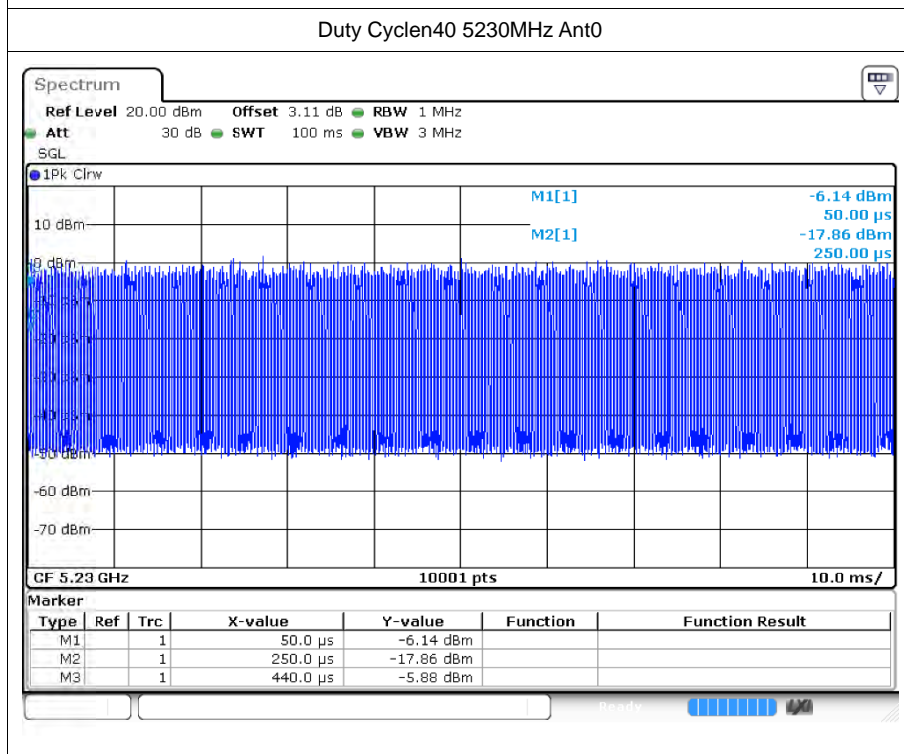 Duty Cyclen40 5230MHz Ant0
Spectrum
Ref Level 20.00 dBm Offset 3.11 dB RBW 1 MHz
Att 30 dB SWT 100 ms VBW 3 MHz
SGL
1Pk Clrw
M1[1] -6.14 dBm
50.00 µs
10 dBm
M2[1] -17.86 dBm
250.00 µs
0 dBm
-50 dBm
-60 dBm
-70 dBm
CF 5.23 GHz 10001 pts 10.0 ms/
Marker
Type Ref Trc X-value Y-value Function Function Result
M1 1 50.0 µs -6.14 dBm
M2 1 250.0 µs -17.86 dBm
M3 1 440.0 µs -5.88 dBm
Ready